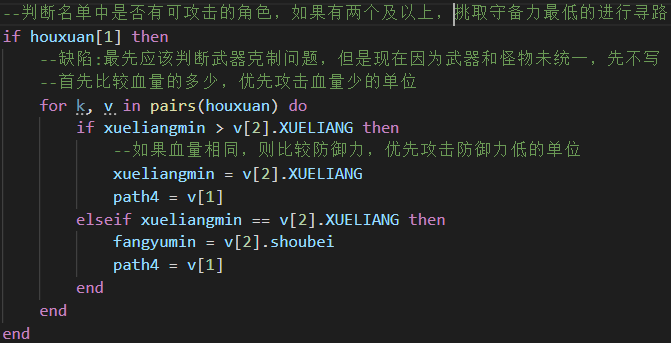 --判断名单中是否有可攻击的角色，如果有两个及以上，挑取守备力最低的进行寻路
if houxuan[1] then
    --缺陷:最先应该判断武器克制问题，但是现在因为武器和怪物未统一，先不写
    --首先比较血量的多少，优先攻击血量少的单位
    for k, v in pairs(houxuan) do
        if xueliangmin > v[2].XUELIANG then
            --如果血量相同，则比较防御力，优先攻击防御力低的单位
            xueliangmin = v[2].XUELIANG
            path4 = v[1]
        elseif xueliangmin == v[2].XUELIANG then
            fangyumin = v[2].shoubei
            path4 = v[1]
        end
    end
end